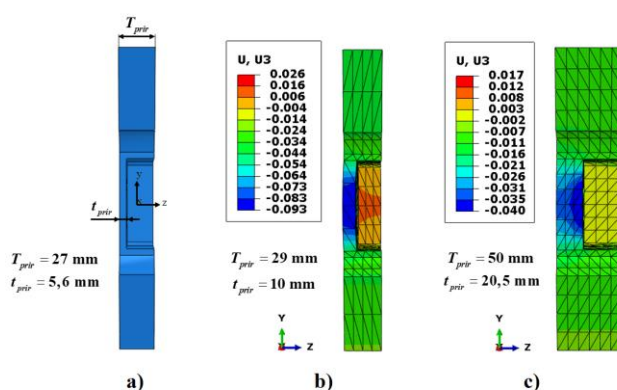 T_prir
y
x
z
t_prir
T_prir = 27 mm
t_prir = 5,6 mm
a)
U, U3
0.026
0.016
0.006
-0.004
-0.014
-0.024
-0.034
-0.044
-0.054
-0.064
-0.073
-0.083
-0.093
T_prir = 29 mm
t_prir = 10 mm
Y
Z
b)
U, U3
0.017
0.012
0.008
0.003
-0.002
-0.007
-0.011
-0.016
-0.021
-0.026
-0.031
-0.035
-0.040
T_prir = 50 mm
t_prir = 20,5 mm
Y
Z
c)